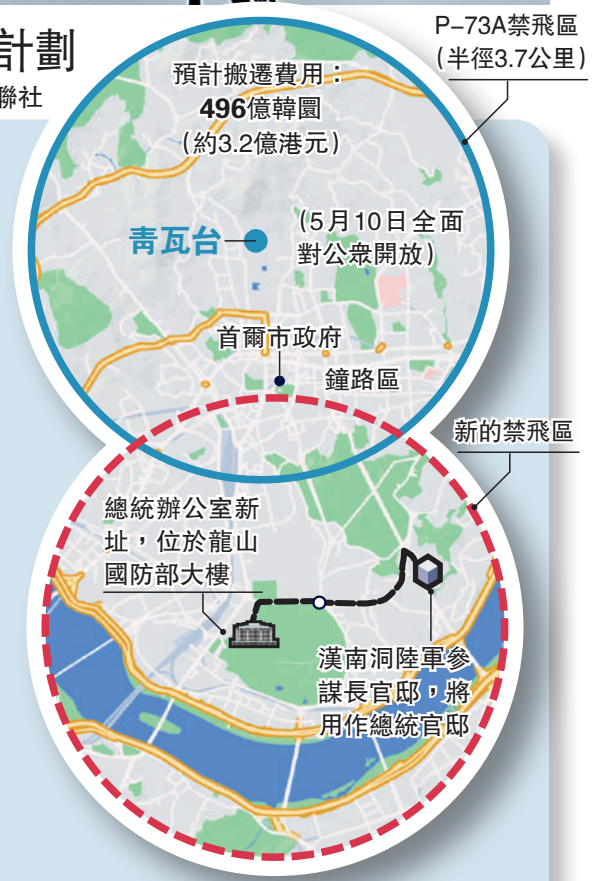 計劃
聯社
P–73A禁飛區
(半徑3.7公里)
預計搬遷費用：
496億韓圜
(約3.2億港元)
青瓦台
(5月10日全面
對公衆開放)
首爾市政府
鐘路區
新的禁飛區
總統辦公室新
址，位於龍山
國防部大樓
漢南洞陸軍參
謀長官邸，將
用作總統官邸